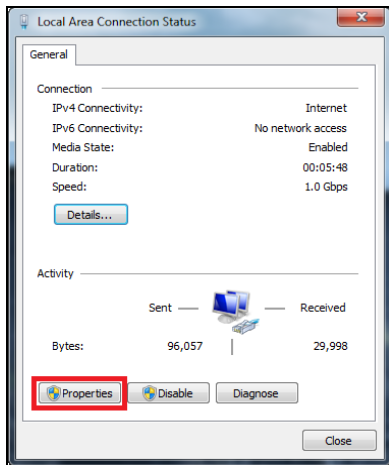 Local Area Connection Status
General
Connection
IPv4 Connectivity: Internet
IPv6 Connectivity: No network access
Media State: Enabled
Duration: 00:05:48
Speed: 1.0 Gbps
Details...
Activity
Sent Received
Bytes: 96,057 29,998
Properties Disable Diagnose
Close